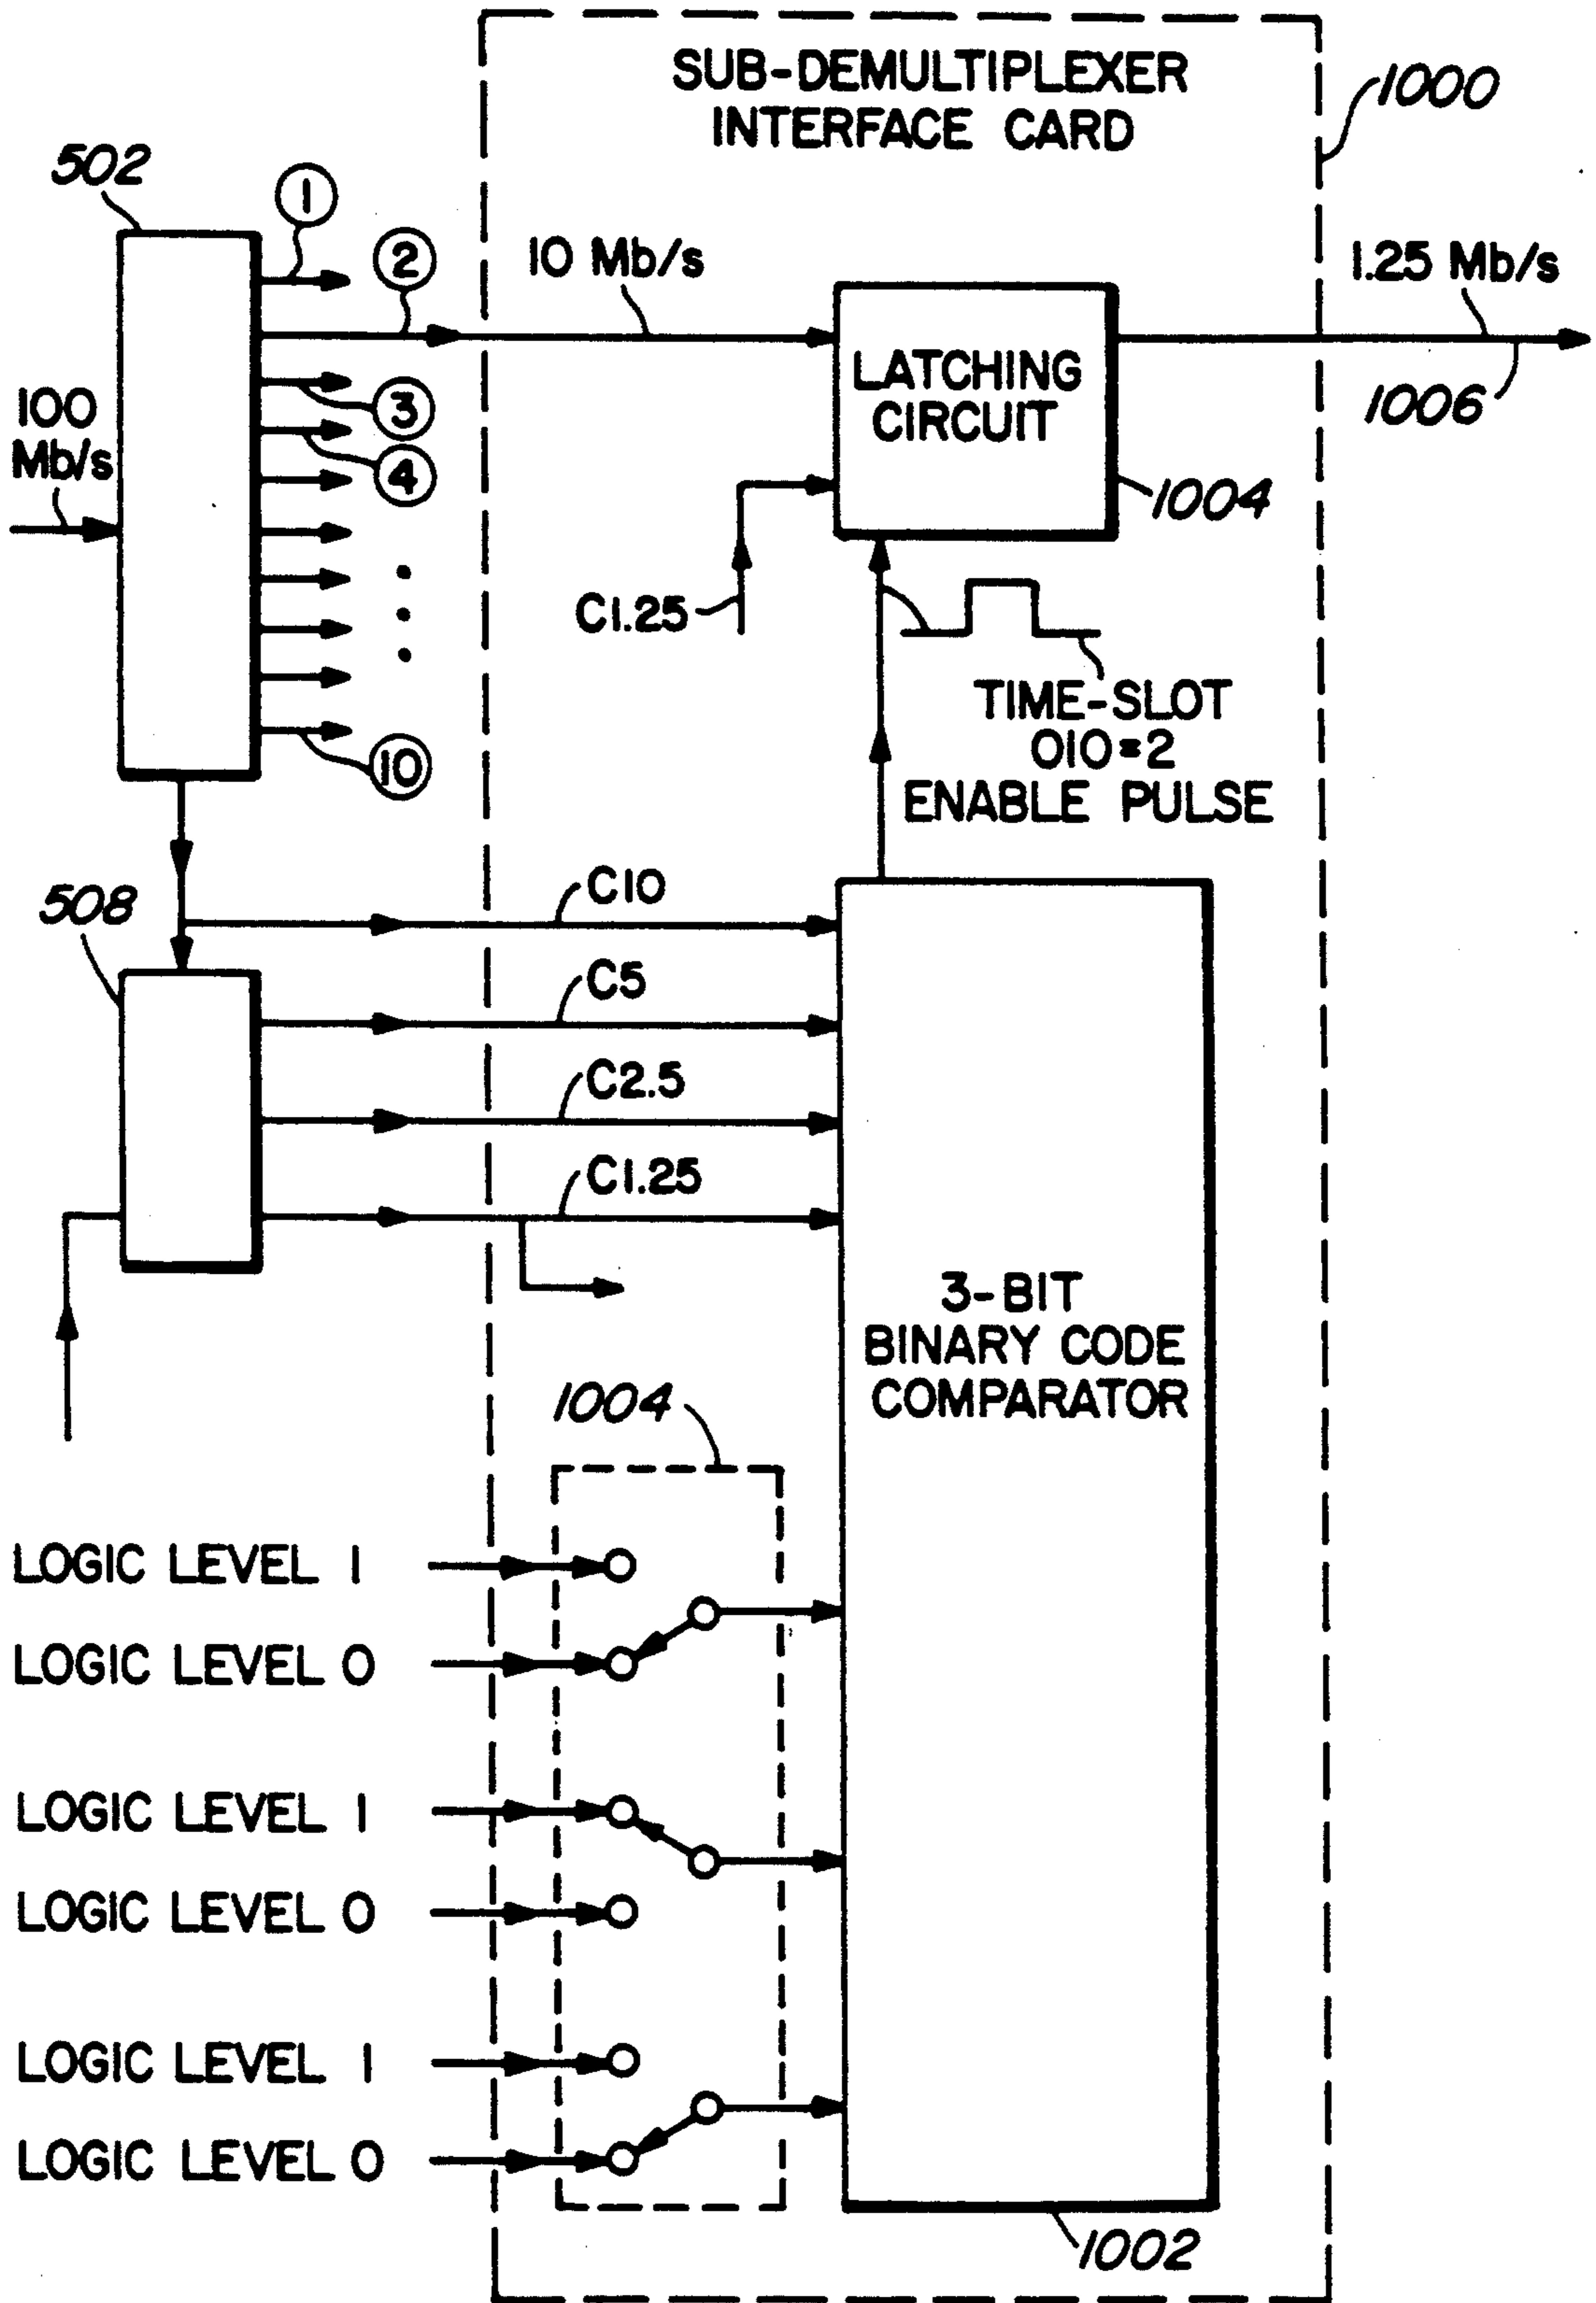 SUB-DEMULTIPLEXER
INTERFACE CARD
1000
502
1
2
10 Mb/s
1.25 Mb/s
3
4
100
Mb/s
LATCHING
CIRCUIT
1006
1004
C1.25
TIME-SLOT
010=2
ENABLE PULSE
10
508
C10
C5
C2.5
C1.25
3-BIT
BINARY CODE
COMPARATOR
1004
LOGIC LEVEL 1
LOGIC LEVEL 0
LOGIC LEVEL 1
LOGIC LEVEL 0
LOGIC LEVEL 1
LOGIC LEVEL 0
1002